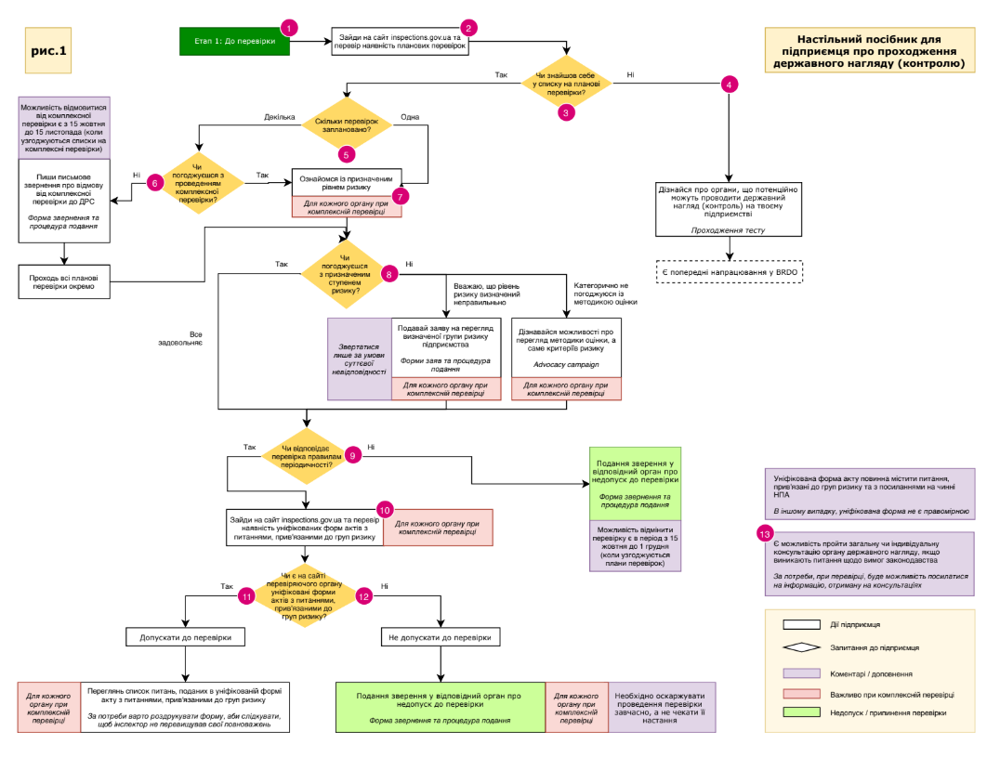 рис.1
Етап 1: До перевірки
1
Зайди на сайт inspections.gov.ua та
перевір наявність планових перевірок
2
Настільний посібник для
підприємця про проходження
державного нагляду (контролю)
Так
Чи знайшов себе
у списку на планові
перевірки?
3
Ні
4
Можливість відмовитися
від комплексної
перевірки є з 15 жовтня
до 15 листопада (коли
узгоджуються списки на
комплексні перевірки)
Декілька
Скільки перевірок
заплановано?
5
Одна
Пиши письмове
звернення про відмову
від комплексної
перевірки до ДРС
Форма звернення та
процедура подання
Ні
6
Чи
погоджуєшся з
проведенням
комплексної
перевірки?
Так
Ознайомся із призначеним
рівнем ризику
7
Для кожного органу при
комплексній перевірці
Дізнайся про органи, що потенційно
можуть проводити державний
нагляд (контроль) на твоєму
підприємстві
Проходження тесту
Є попередні напрацювання у BRDO
Проходь всі планові
перевірки окремо
Так
Чи
погоджуєшся
з призначеним
ступенем
ризику?
8
Ні
Вважаю, що рівень
ризику визначений
неправильньно
Категорично не
погоджуюся із
методикою оцінки
Все
задовольняє
Звертатися
лише за умови
суттєвої
невідповідності
Подавай заяву на перегляд
визначеної групи ризику
підприємства
Форми заяв та процедура
подання
Для кожного органу при
комплексній перевірці
Дізнавайся можливості про
перегляд методики оцінки, а
саме критеріїв ризику
Advocacy campaign
Для кожного органу при
комплексній перевірці
Так
Чи відповідає
перевірка правилам
періодичності?
9
Ні
Подання зверення у
відповідний орган про
недопуск до перевірки
Форма звернення та
процедура подання
Можливість відмінити
перевірку є в період з 15
жовтня до 1 грудня
(коли узгоджуються
плани перевірок)
Зайди на сайт inspections.gov.ua та перевір
наявність уніфікованих форм актів з
питаннями, прив'язаними до груп ризику
10
Для кожного органу при
комплексній перевірці
Уніфікована форма акту повинна містити питання,
прив'язані до груп ризику та з посиланнями на чинні
НПА
В іншому випадку, уніфікована форма не є правомірною
13
Є можливість пройти загальну чи індивідуальну
консультацію органу державного нагляду, якщо
виникають питання щодо вимог законодавства
За потреби, при перевірці, буде можливість посилатися
на інформацію, отриману на консультаціях
Так
11
Чи є на сайті
перевіряючого органу
уніфіковані форми
актів з питаннями,
прив'язаними до
груп ризику?
12
Ні
Допускати до перевірки
Не допускати до перевірки
Для кожного
органу при
комплексній
перевірці
Переглянь список питань, поданих в уніфікованій формі
акту з питаннями, прив'язаними до груп ризику
За потреби варто роздрукувати форму, аби слідкувати,
щоб інспектор не перевищував свої повноважень
Подання зверення у відповідний орган про
недопуск до перевірки
Форма звернення та процедура подання
Для кожного
органу при
комплексній
перевірці
Необхідно оскаржувати
проведення перевірки
завчасно, а не чекати її
настання
Дії підприємця
Запитання до підприємця
Коментарі / доповнення
Важливо при комплексній перевірці
Недопуск / припинення перевірки